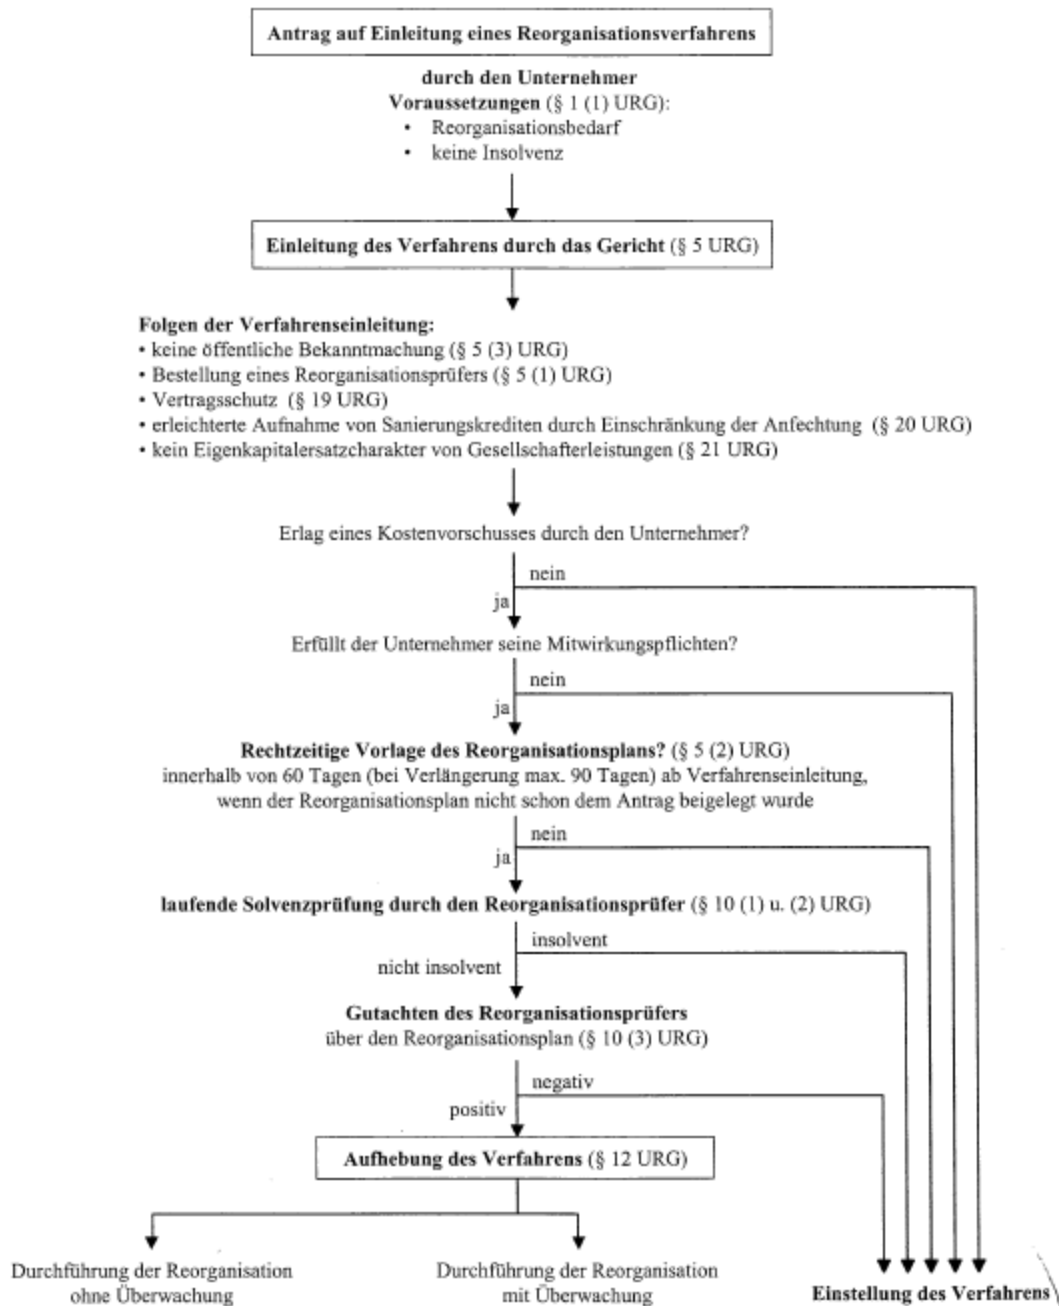 Antrag auf Einleitung eines Reorganisationsverfahrens
durch den Unternehmer
Voraussetzungen (§ 1 (1) URG):
• Reorganisationsbedarf
• keine Insolvenz
Einleitung des Verfahrens durch das Gericht (§ 5 URG)
Folgen der Verfahrenseinleitung:
• keine öffentliche Bekanntmachung (§ 5 (3) URG)
• Bestellung eines Reorganisationsprüfers (§ 5 (1) URG)
• Vertragsschutz (§ 19 URG)
• erleichterte Aufnahme von Sanierungskrediten durch Einschränkung der Anfechtung (§ 20 URG)
• kein Eigenkapitalersatzcharakter von Gesellschafterleistungen (§ 21 URG)
Erlag eines Kostenvorschusses durch den Unternehmer?
nein
ja
Erfüllt der Unternehmer seine Mitwirkungspflichten?
nein
ja
Rechtzeitige Vorlage des Reorganisationsplans? (§ 5 (2) URG)
innerhalb von 60 Tagen (bei Verlängerung max. 90 Tagen) ab Verfahrenseinleitung,
wenn der Reorganisationsplan nicht schon dem Antrag beigelegt wurde
nein
ja
laufende Solvenzprüfung durch den Reorganisationsprüfer (§ 10 (1) u. (2) URG)
insolvent
nicht insolvent
Gutachten des Reorganisationsprüfers
über den Reorganisationsplan (§ 10 (3) URG)
negativ
positiv
Aufhebung des Verfahrens (§ 12 URG)
Durchführung der Reorganisation
ohne Überwachung
Durchführung der Reorganisation
mit Überwachung
Einstellung des Verfahrens